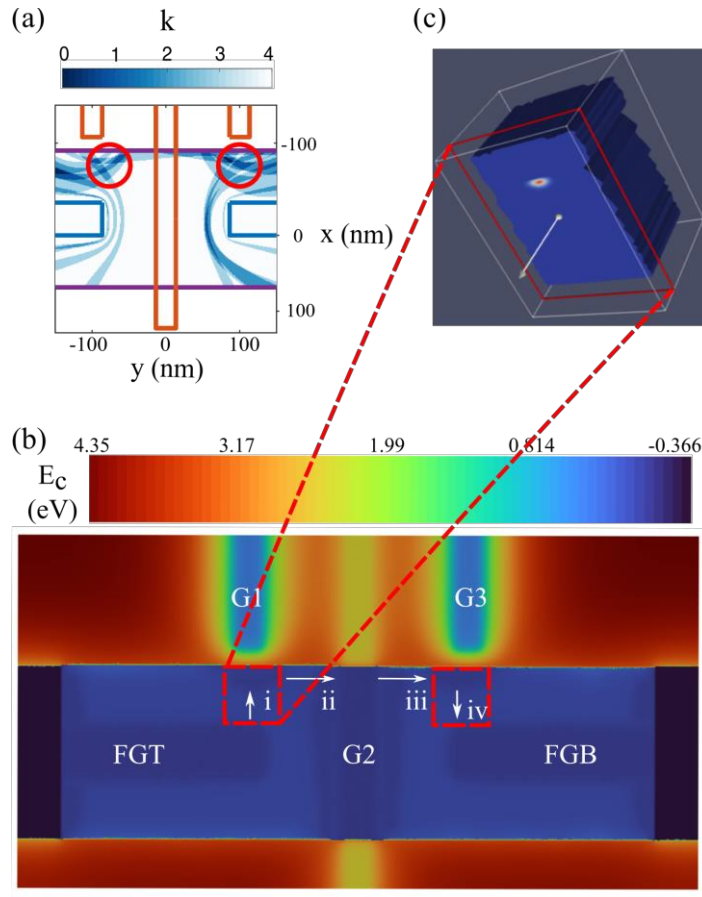 (a)
k
0 1 2 3 4
-100
0
100
x (nm)
-100 0 100
y (nm)
(c)
(b)
4.35 3.17 1.99 0.814 -0.366
E_c
(eV)
G1 G3
i ii iii iv
FGT G2 FGB